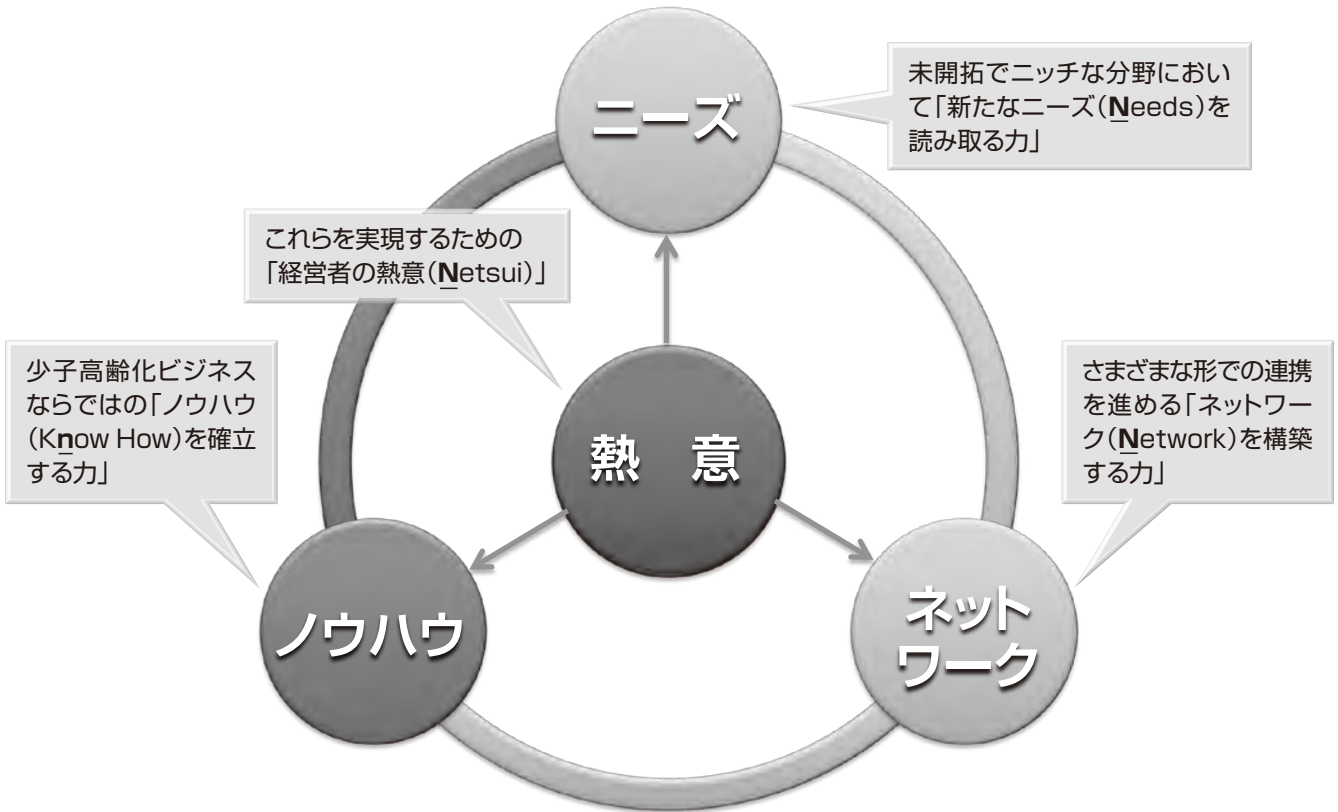 ニーズ
未開拓でニッチな分野におい
て「新たなニーズ(Needs)を
読み取る力」
これらを実現するための
「経営者の熱意(Netsui)」
少子高齢化ビジネス
ならではの「ノウハウ
(Know How)を確立
する力」
熱　意
さまざまな形での連携
を進める「ネットワー
ク(Network)を構築
する力」
ノウハウ
ネット
ワーク